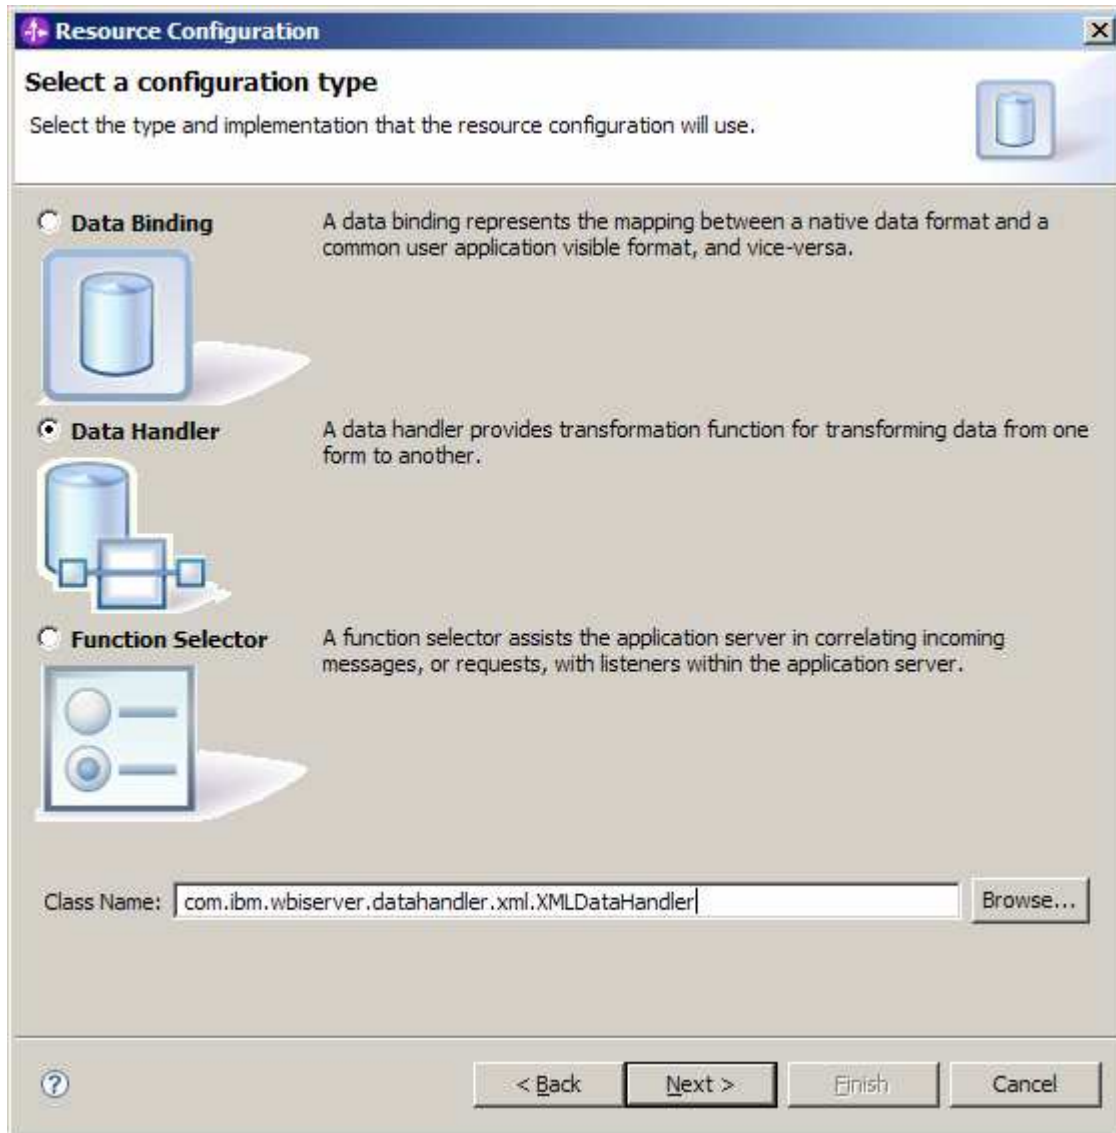 Resource Configuration
Select a configuration type
Select the type and implementation that the resource configuration will use.
Data Binding
A data binding represents the mapping between a native data format and a
common user application visible format, and vice-versa.
Data Handler
A data handler provides transformation function for transforming data from one
form to another.
Function Selector
A function selector assists the application server in correlating incoming
messages, or requests, with listeners within the application server.
Class Name: com.ibm.wbiserver.datahandler.xml.XMLDataHandler Browse...
? < Back Next > Finish Cancel